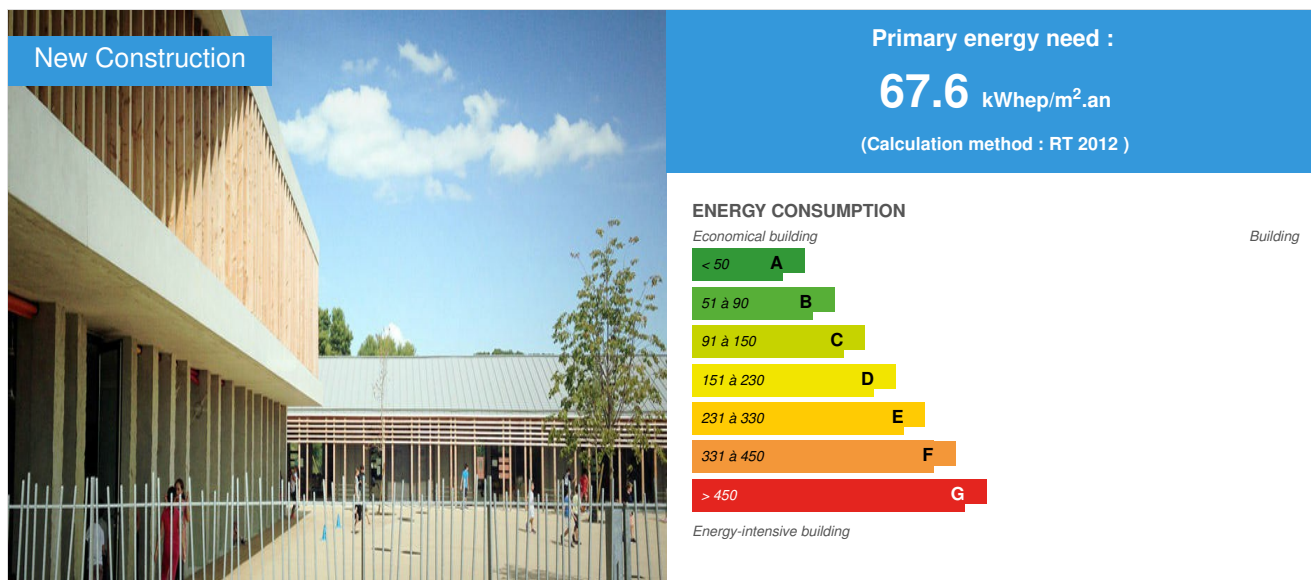 New Construction
Primary energy need :
67.6 kWhep/m².an
(Calculation method : RT 2012 )
ENERGY CONSUMPTION
Economical building
Building
< 50 A
51 à 90 B
91 à 150 C
151 à 230 D
231 à 330 E
331 à 450 F
> 450 G
Energy-intensive building